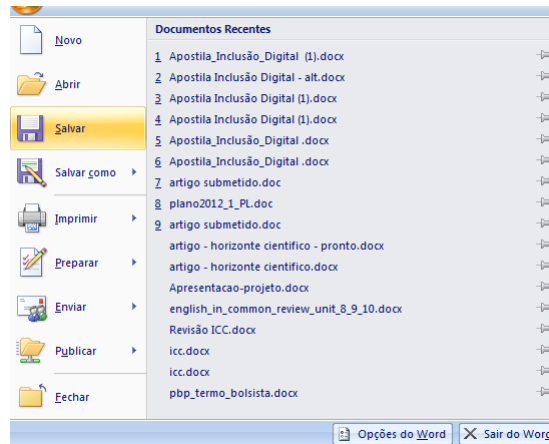 Novo
Abrir
Salvar
Salvar como
Imprimir
Preparar
Enviar
Publicar
Fechar
Documentos Recentes
1 Apostila_Inclusão_Digital (1).docx
2 Apostila Inclusão Digital - alt.docx
3 Apostila Inclusão Digital (1).docx
4 Apostila Inclusão Digital (1).docx
5 Apostila_Inclusão_Digital .docx
6 Apostila_Inclusão_Digital .docx
7 artigo submetido.doc
8 plano2012_1_PL.doc
9 artigo submetido.doc
artigo - horizonte cientifico - pronto.docx
artigo - horizonte cientifico.docx
Apresentacao-projeto.docx
english_in_common_review_unit_8_9_10.docx
Revisão ICC.docx
icc.docx
icc.docx
pbp_termo_bolsista.docx
Opções do Word
Sair do Word